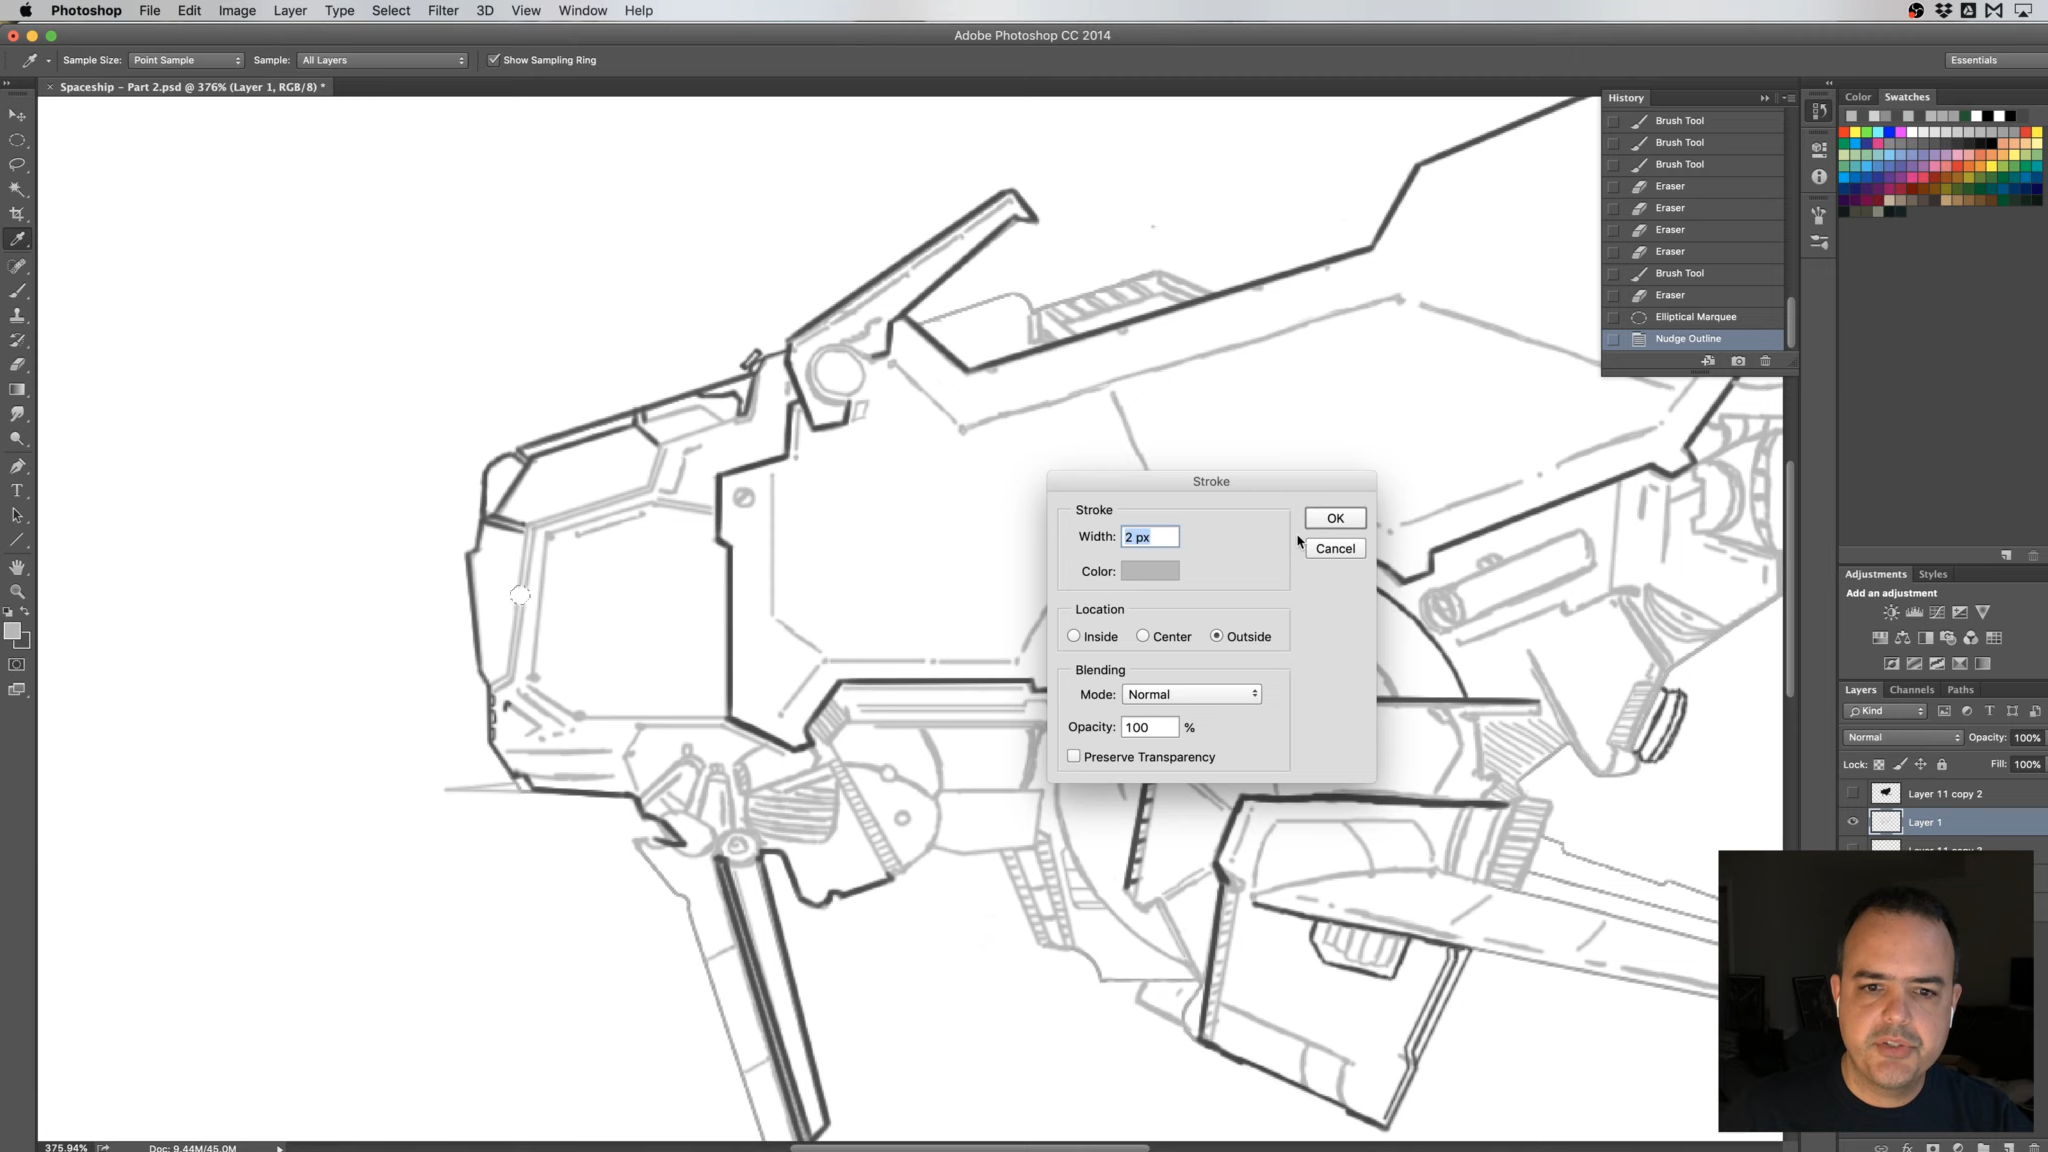 Photoshop File Edit Image Layer Type Select Filter 3D View Window Help
Adobe Photoshop CC 2014
Sample Size: Point Sample Sample: All Layers Show Sampling Ring Essentials
× Spaceship – Part 2.psd @ 376% (Layer 1, RGB/8) *
History
Brush Tool
Brush Tool
Brush Tool
Eraser
Eraser
Eraser
Eraser
Brush Tool
Eraser
Elliptical Marquee
Nudge Outline
Color Swatches
Stroke
Stroke
Width: 2 px
Color:
OK
Cancel
Location
Inside Center Outside
Blending
Mode: Normal
Opacity: 100 %
Preserve Transparency
Adjustments Styles
Add an adjustment
Layers Channels Paths
Kind
Normal Opacity: 100%
Lock: Fill: 100%
Layer 11 copy 2
Layer 1
375.94% Doc: 9.44M/45.0M